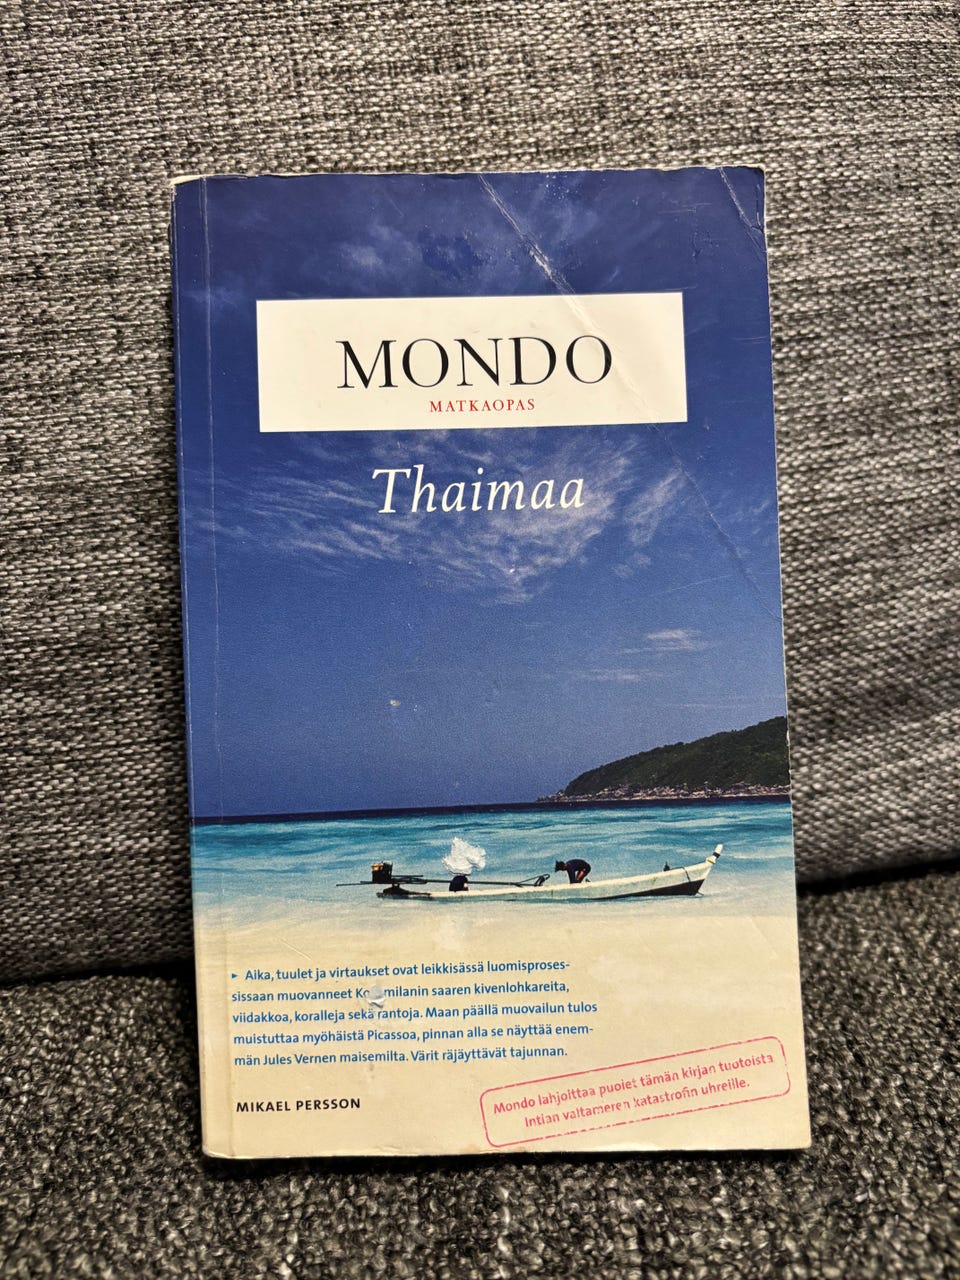 MONDO
MATKAOPAS
Thaimaa
► Aika, tuulet ja virtaukset ovat leikkisässä luomisproses-
sissaan muovanneet saaren kivenlohkareita,
viidakkoa, koralleja sekä rantoja. Maan päällä muovailun tulos
muistuttaa myöhäistä Picassoa, pinnan alla se näyttää enem-
män Jules Vernen maisemilta. Värit räjäyttävät tajunnan.
MIKAEL PERSSON
Mondo lahjoittaa puolet tämän kirjan tuotoista
Intian valtameren katastrofin uhreille.